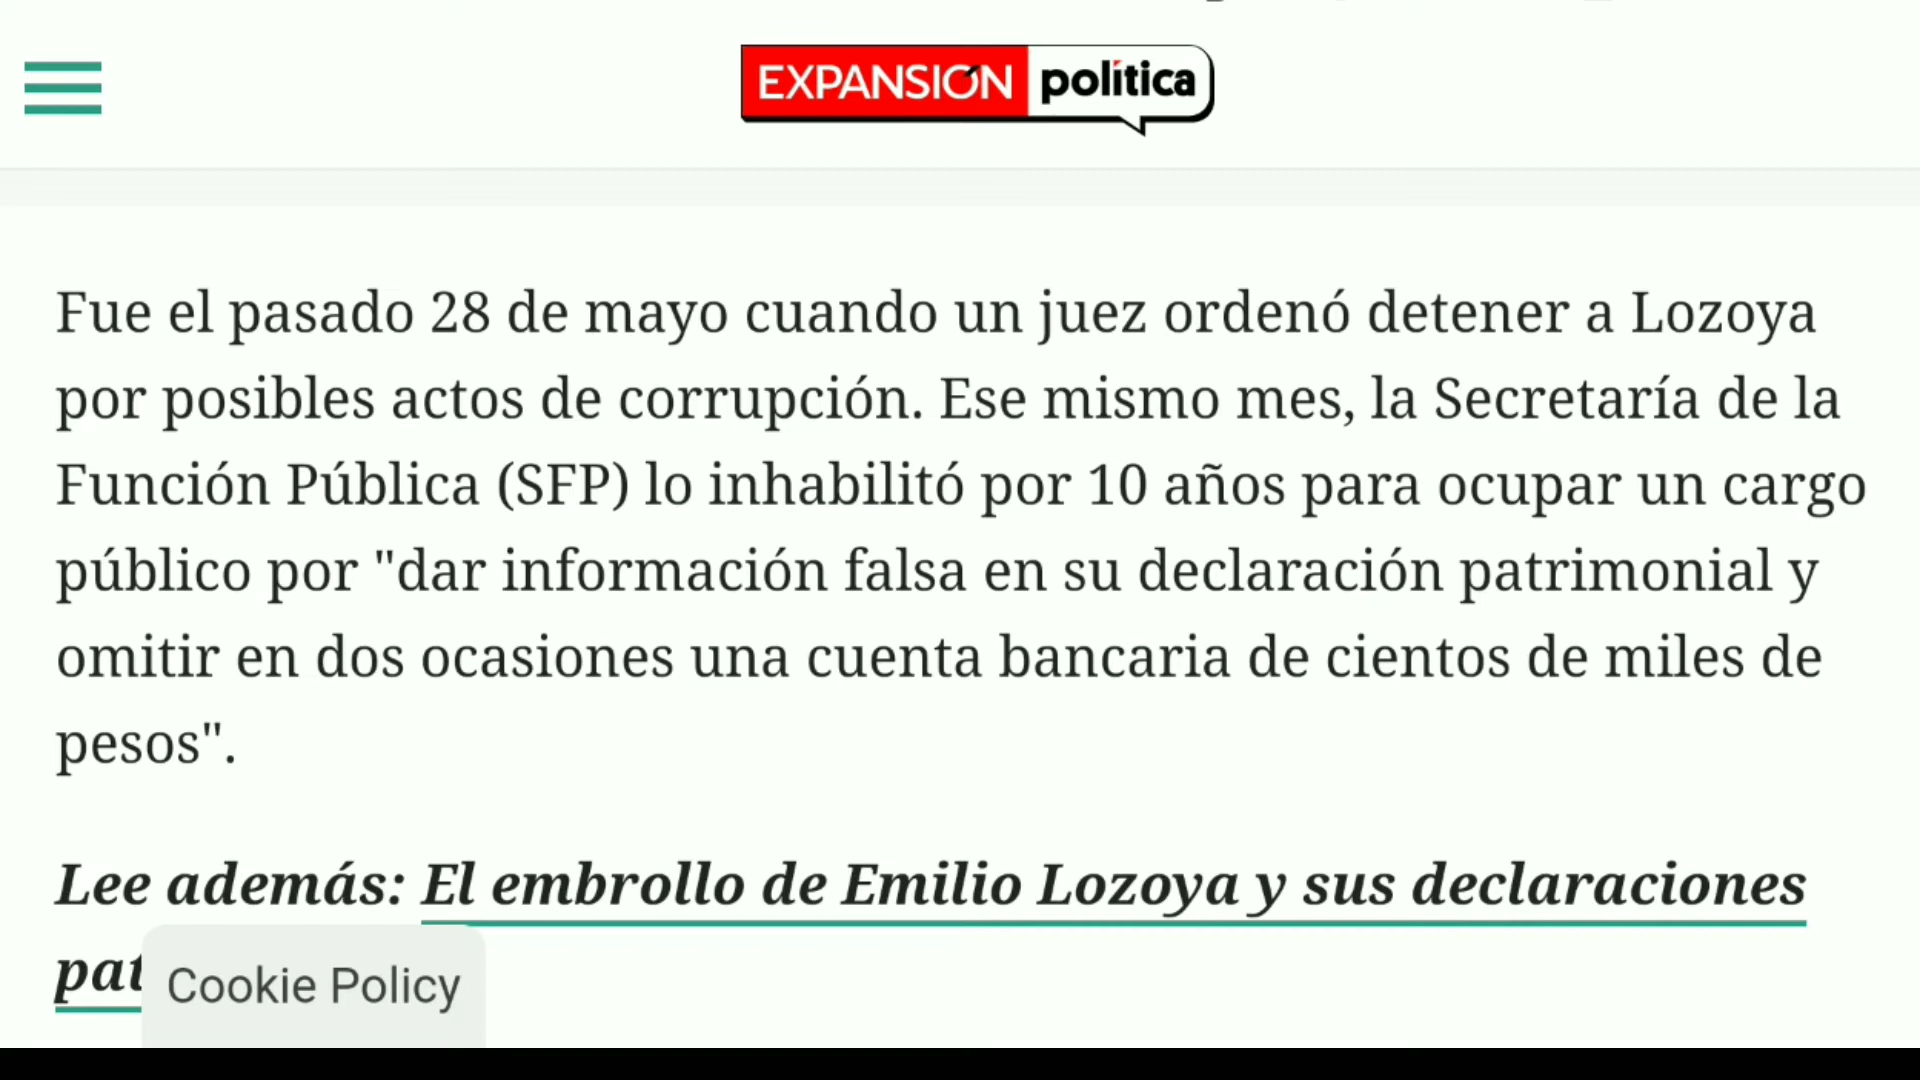 EXPANSIÓN política
Fue el pasado 28 de mayo cuando un juez ordenó detener a Lozoya
por posibles actos de corrupción. Ese mismo mes, la Secretaría de la
Función Pública (SFP) lo inhabilitó por 10 años para ocupar un cargo
público por "dar información falsa en su declaración patrimonial y
omitir en dos ocasiones una cuenta bancaria de cientos de miles de
pesos".
Lee además: El embrollo de Emilio Lozoya y sus declaraciones
Cookie Policy